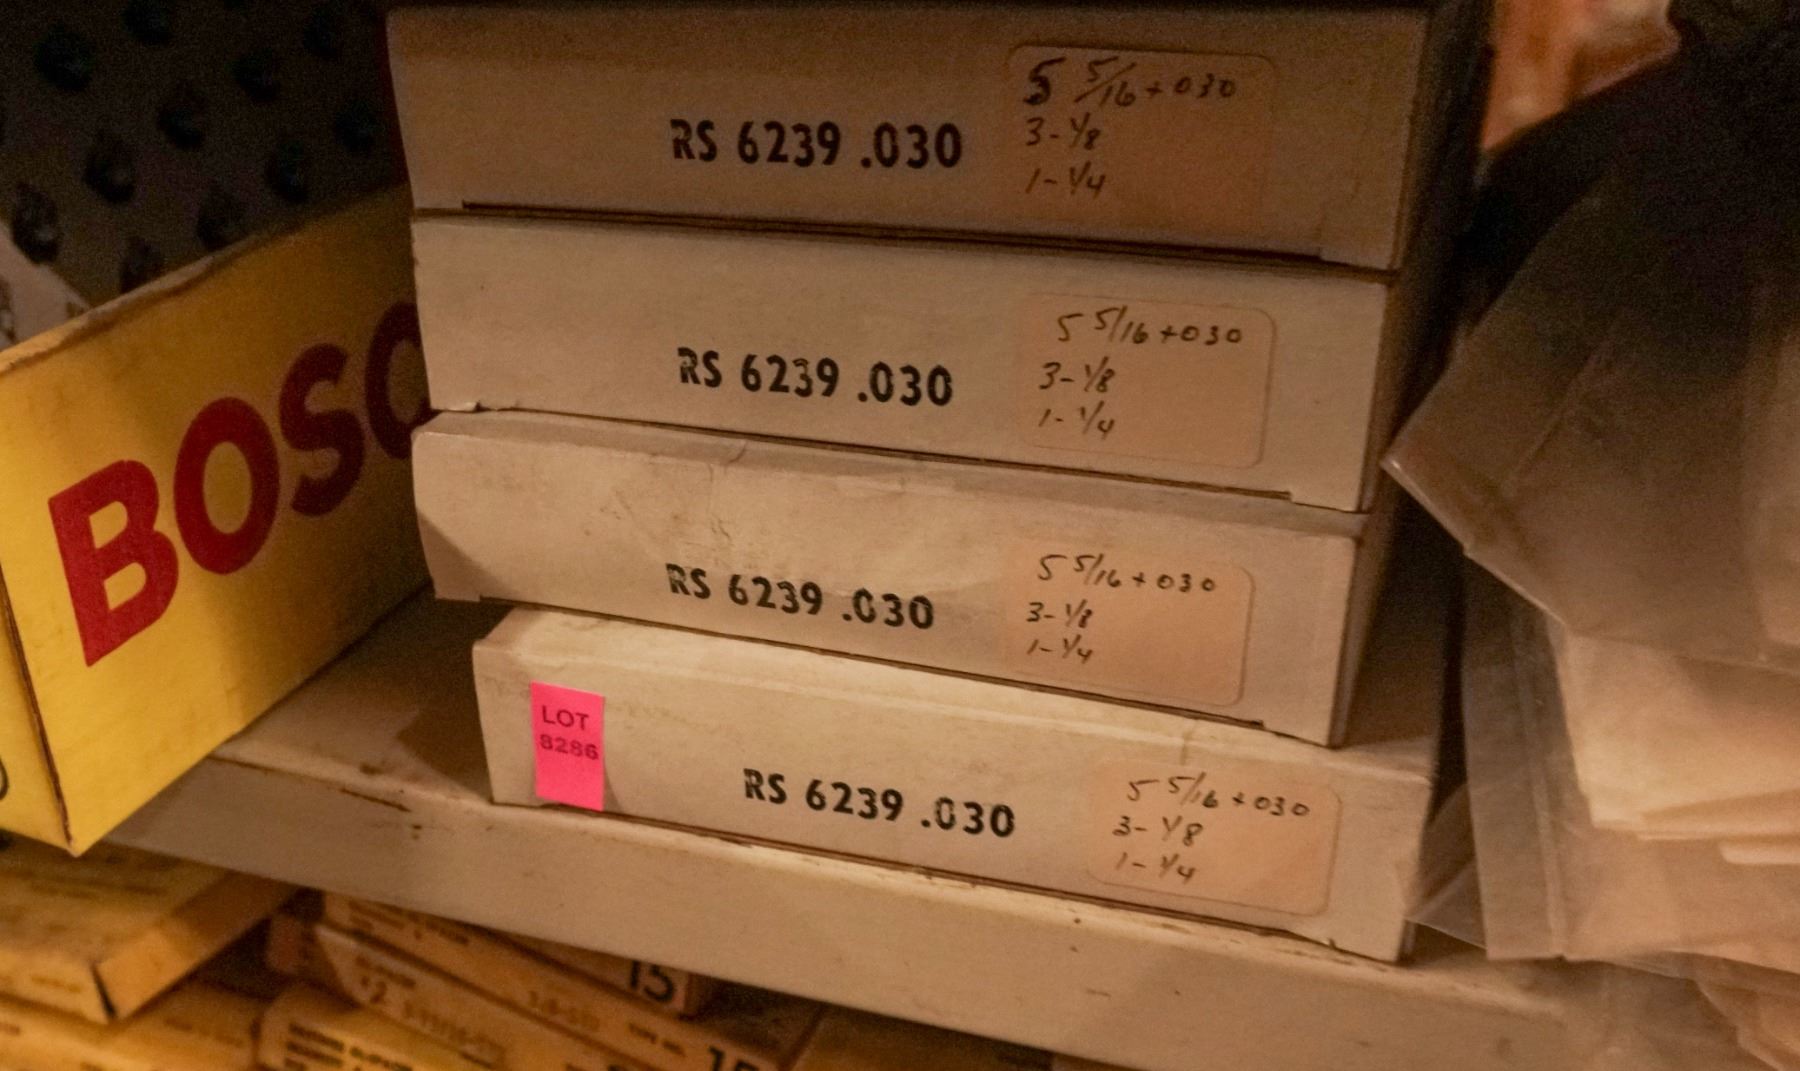 RS 6239 .030
5 5/16 + 030
3-1/8
1-1/4
RS 6239 .030
5 5/16 +030
3-1/8
1-1/4
RS 6239 .030
5 5/16 + 030
3-1/8
1-1/4
LOT
8286
RS 6239 .030
5 5/16 + 030
3-1/8
1-1/4
BOSC
15